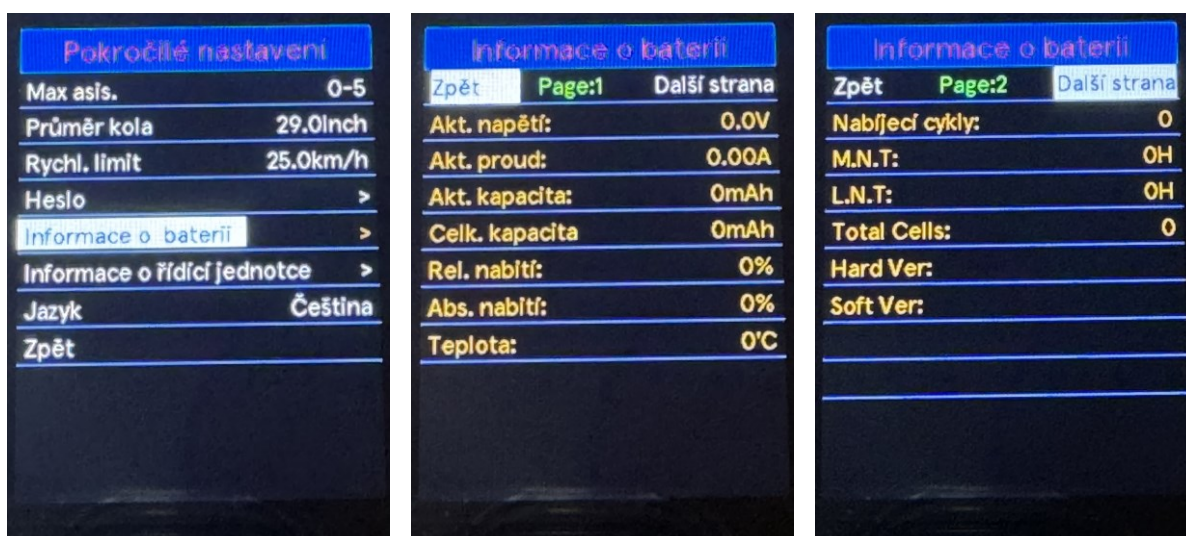 Pokročilé nastavení
Max asis. 0-5
Průměr kola 29.0Inch
Rychl. limit 25.0km/h
Heslo >
Informace o baterii >
Informace o řídící jednotce >
Jazyk Čeština
Zpět
Informace o baterii
Zpět Page:1 Další strana
Akt. napětí: 0.0V
Akt. proud: 0.00A
Akt. kapacita: 0mAh
Celk. kapacita 0mAh
Rel. nabití: 0%
Abs. nabití: 0%
Teplota: 0'C
Informace o baterii
Zpět Page:2 Další strana
Nabíjecí cykly: 0
M.N.T: 0H
L.N.T: 0H
Total Cells: 0
Hard Ver:
Soft Ver: